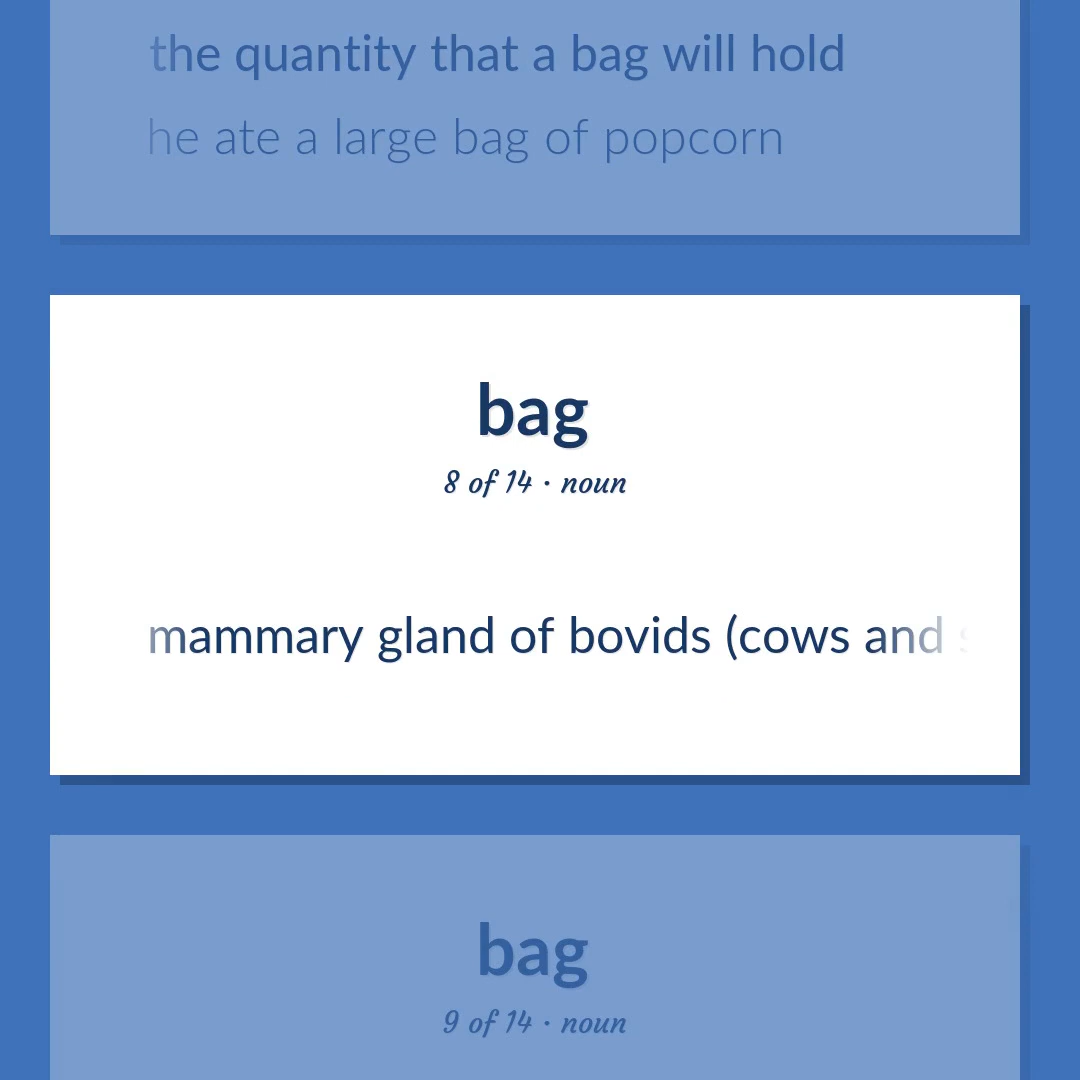 the quantity that a bag will hold
he ate a large bag of popcorn
bag
8 of 14 · noun
mammary gland of bovids (cows and
bag
9 of 14 · noun